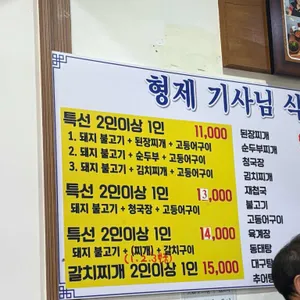 형제 기사님 식
특선 2인이상 1인 11,000
1. 돼지 불고기 + 된장찌개 + 고등어구이
2. 돼지 불고기 + 순두부 + 고등어구이
3. 돼지 불고기 + 김치찌개 + 고등어구이
특선 2인이상 1인 13,000
돼지 불고기 + 청국장 + 고등어구이
특선 2인이상 1인 14,000
돼지 불고기 + (찌개) + 갈치구이
갈치찌개 2인이상 1인 15,000
된장찌개
순두부찌개
청국장
김치찌개
재첩국
불고기
고등어구이
육계장
동태탕
대구탕
추어탕